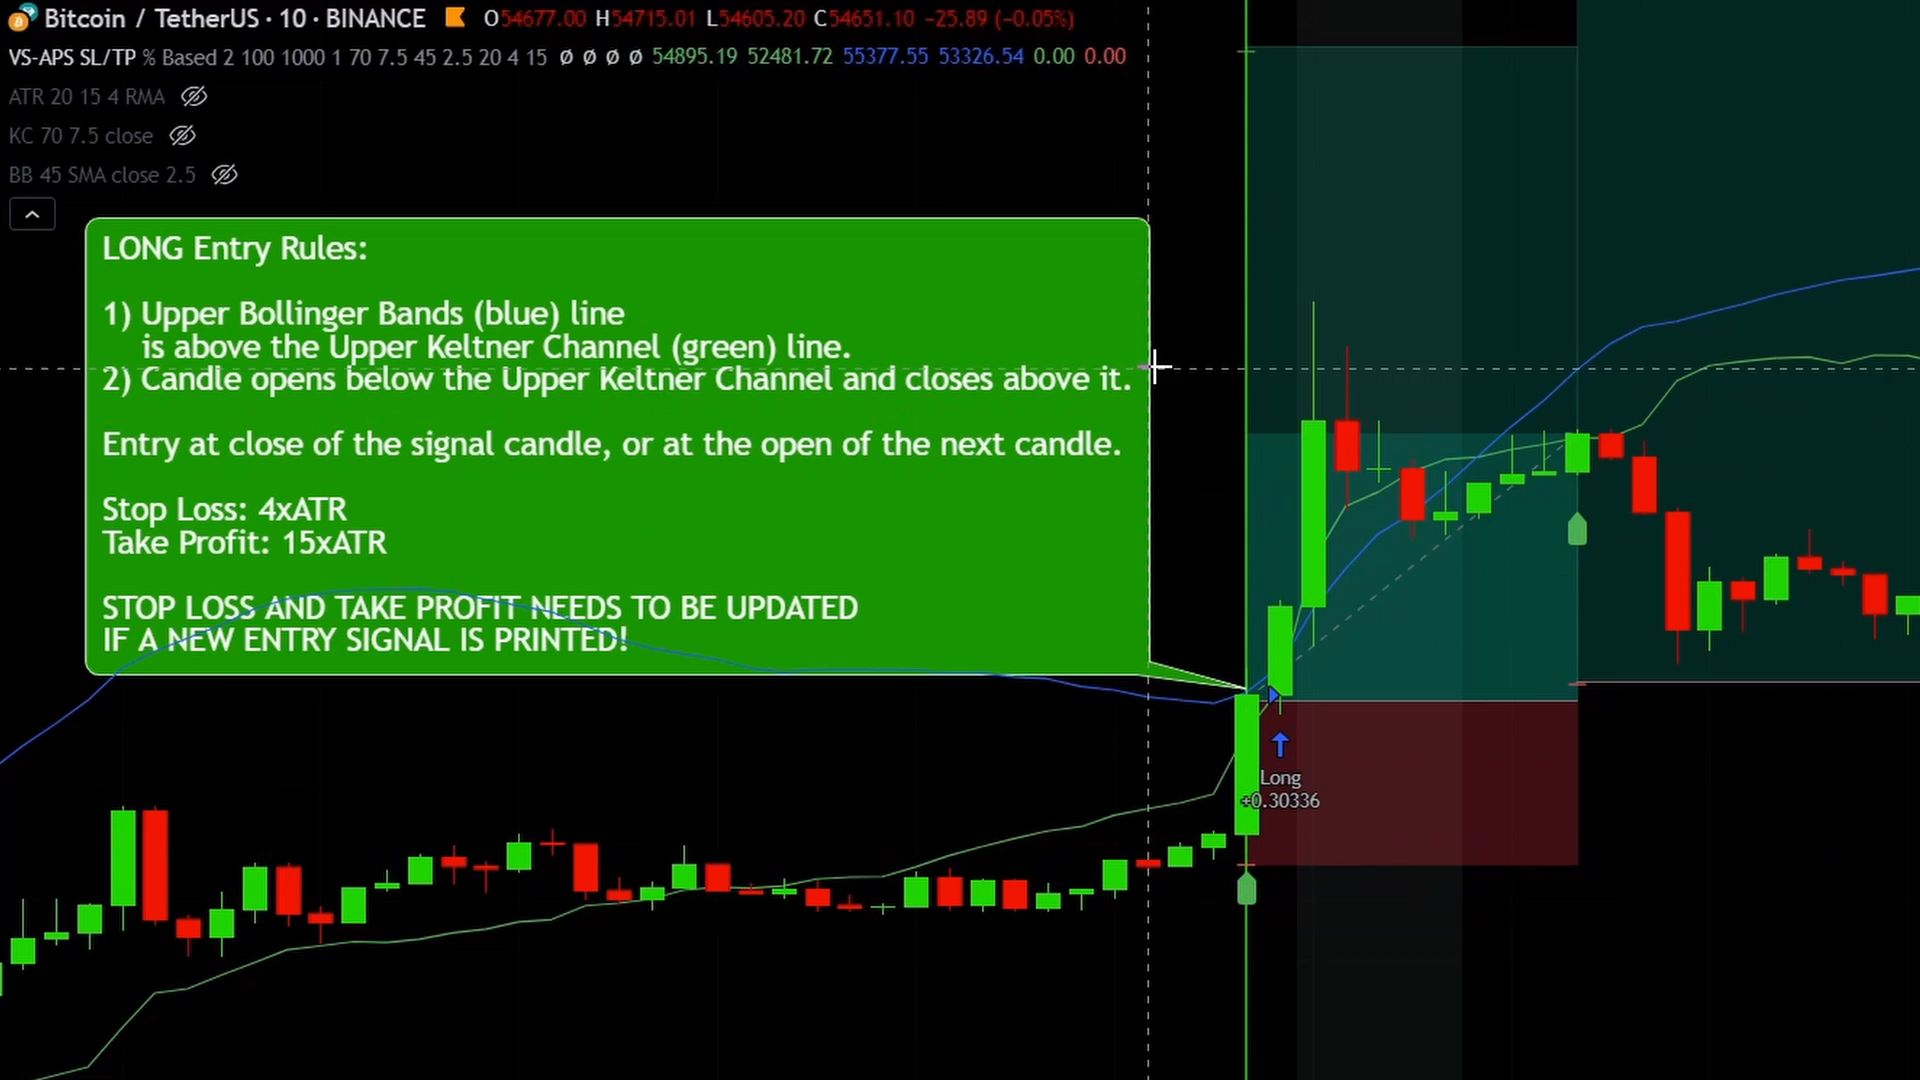 Bitcoin / TetherUS · 10 · BINANCE O54677.00 H54715.01 L54605.20 C54651.10 −25.89 (−0.05%)
VS-APS SL/TP % Based 2 100 1000 1 70 7.5 45 2.5 20 4 15 Ø Ø Ø Ø 54895.19 52481.72 55377.55 53326.54 0.00 0.00
ATR 20 15 4 RMA
KC 70 7.5 close
BB 45 SMA close 2.5
LONG Entry Rules:
1) Upper Bollinger Bands (blue) line
is above the Upper Keltner Channel (green) line.
2) Candle opens below the Upper Keltner Channel and closes above it.
Entry at close of the signal candle, or at the open of the next candle.
Stop Loss: 4xATR
Take Profit: 15xATR
STOP LOSS AND TAKE PROFIT NEEDS TO BE UPDATED
IF A NEW ENTRY SIGNAL IS PRINTED!
Long
+0.30336